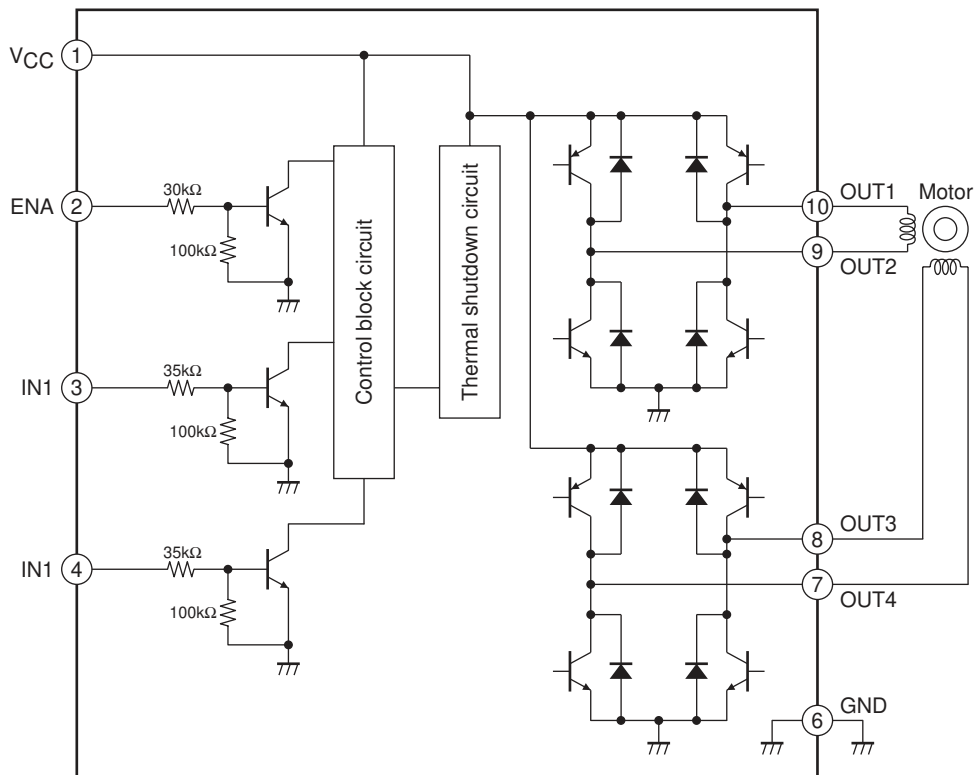 VCC 1
ENA 2
30kΩ
100kΩ
IN1 3
35kΩ
100kΩ
IN1 4
35kΩ
100kΩ
Control block circuit
Thermal shutdown circuit
10 OUT1
Motor
9 OUT2
8 OUT3
7 OUT4
6 GND